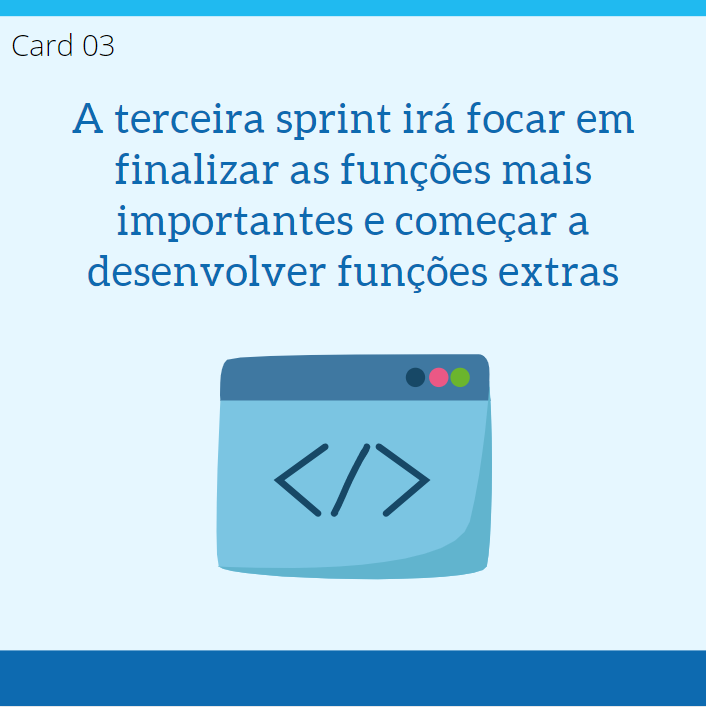 Card 03
A terceira sprint irá focar em
finalizar as funções mais
importantes e começar a
desenvolver funções extras
</>